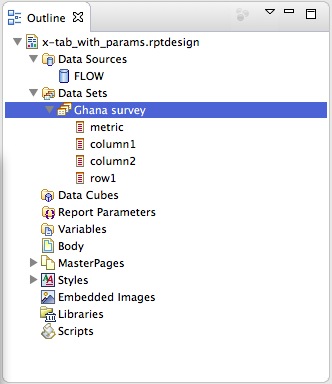 Outline
x-tab_with_params.rptdesign
Data Sources
FLOW
Data Sets
Ghana survey
metric
column1
column2
row1
Data Cubes
Report Parameters
Variables
Body
MasterPages
Styles
Embedded Images
Libraries
Scripts